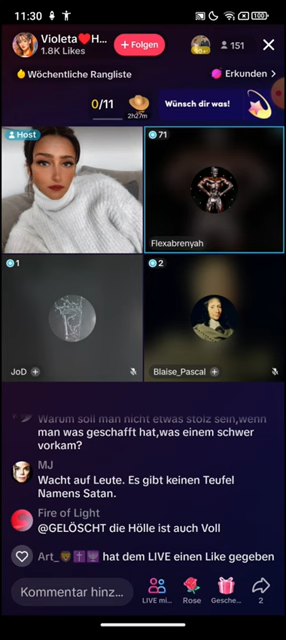 11:30
100
Violeta❤️H...
1.8K Likes
+ Folgen
151
Wöchentliche Rangliste
Erkunden >
0/11
2h27m
Wünsch dir was!
Host
71
Flexabrenyah
1
JoD
2
Blaise_Pascal
Warum soll man nicht etwas stolz sein,wenn
man was geschafft hat,was einem schwer
vorkam?
MJ
Wacht auf Leute. Es gibt keinen Teufel
Namens Satan.
Fire of Light
@GELÖSCHT die Hölle ist auch Voll
Art_🦁✝️🕎 hat dem LIVE einen Like gegeben
Kommentar hinz...
LIVE mi...
Rose
Gesche...
2